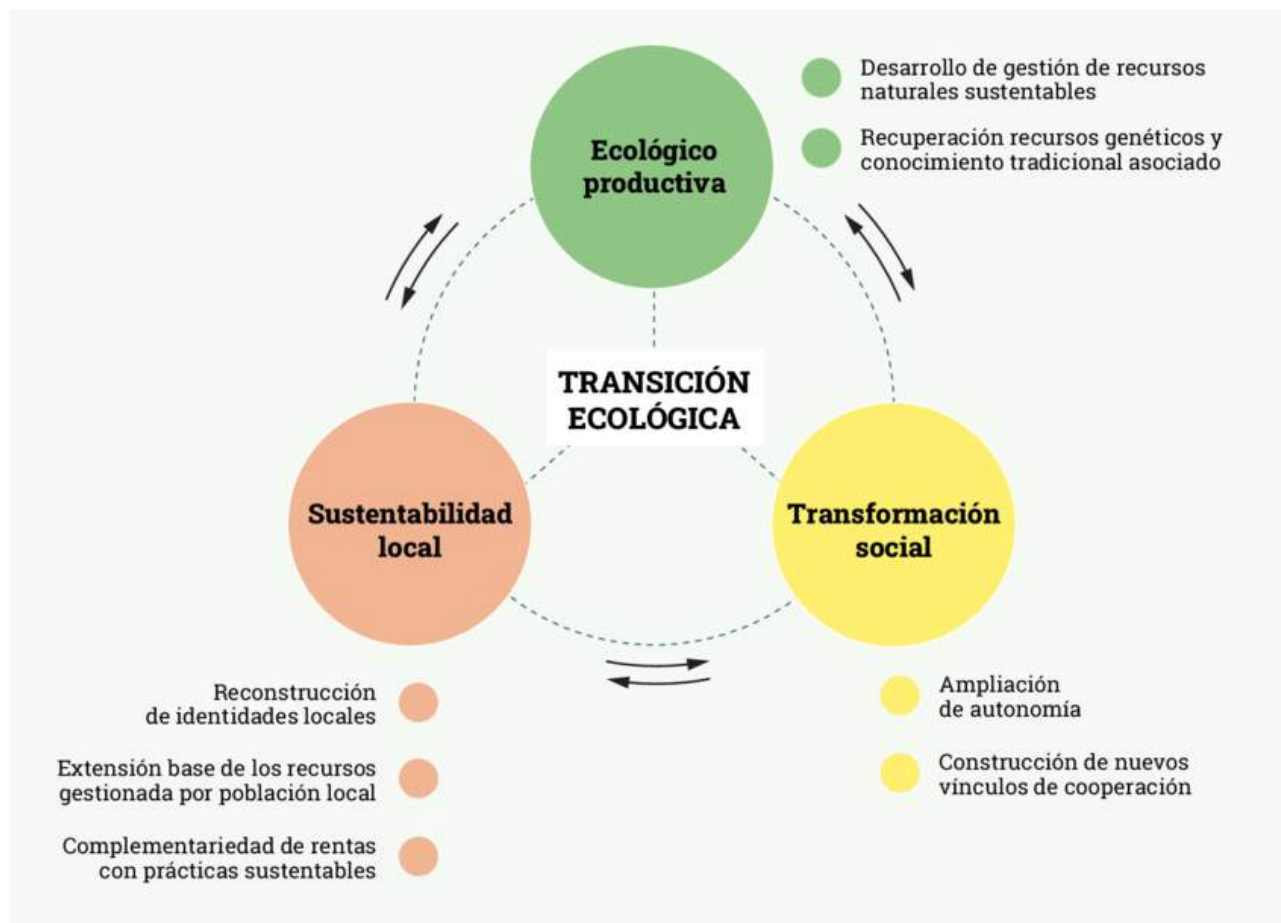 Ecológico
productiva
Desarrollo de gestión de recursos
naturales sustentables
Recuperación recursos genéticos y
conocimiento tradicional asociado
TRANSICIÓN
ECOLÓGICA
Sustentabilidad
local
Transformación
social
Reconstrucción
de identidades locales
Extensión base de los recursos
gestionada por población local
Complementariedad de rentas
con prácticas sustentables
Ampliación
de autonomía
Construcción de nuevos
vínculos de cooperación